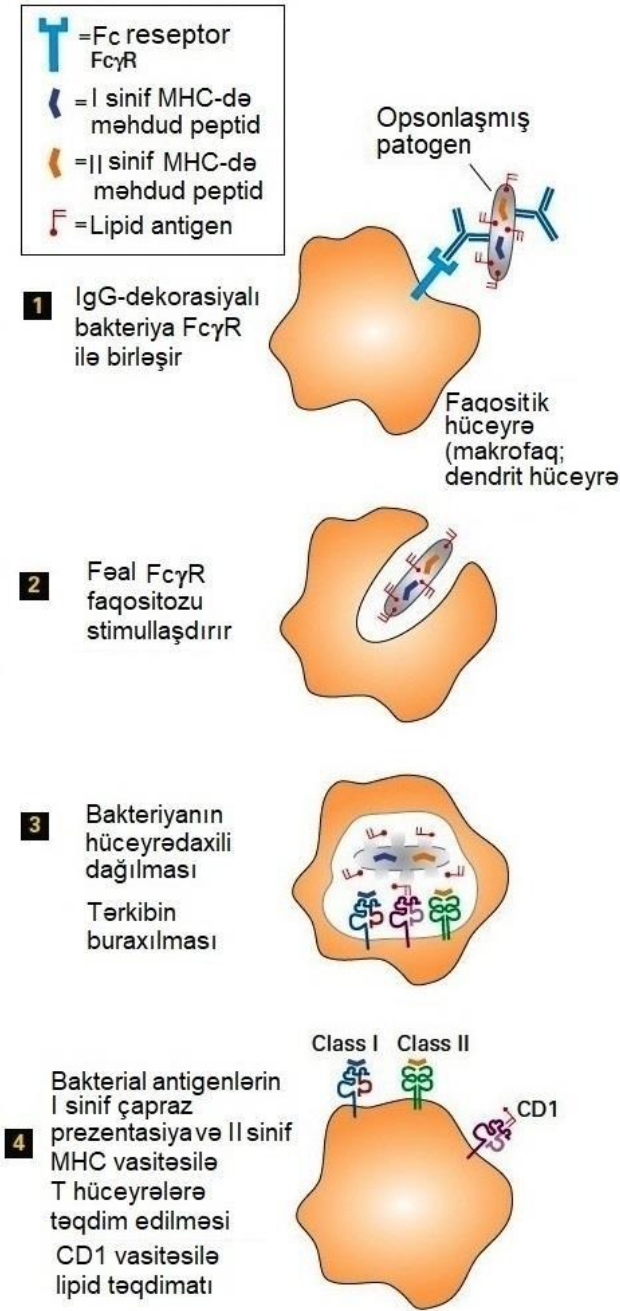 =Fc reseptor
FcγR
=I sinif MHC-də
məhdud peptid
=II sinif MHC-də
məhdud peptid
=Lipid antigen
Opsonlaşmış
patogen
1
IgG-dekorasiyalı
bakteriya FcγR
ilə birləşir
Faqositik
hüceyrə
(makrofaq;
dendrit hüceyrə
2
Fəal FcγR
faqositozu
stimullaşdırır
3
Bakteriyanın
hüceyrədaxili
dağılması
Tərkibin
buraxılması
Class I Class II
CD1
4
Bakterial antigenlərin
I sinif çapraz
prezentasiya və II sinif
MHC vasitəsilə
T hüceyrələrə
təqdim edilməsi
CD1 vasitəsilə
lipid təqdimatı